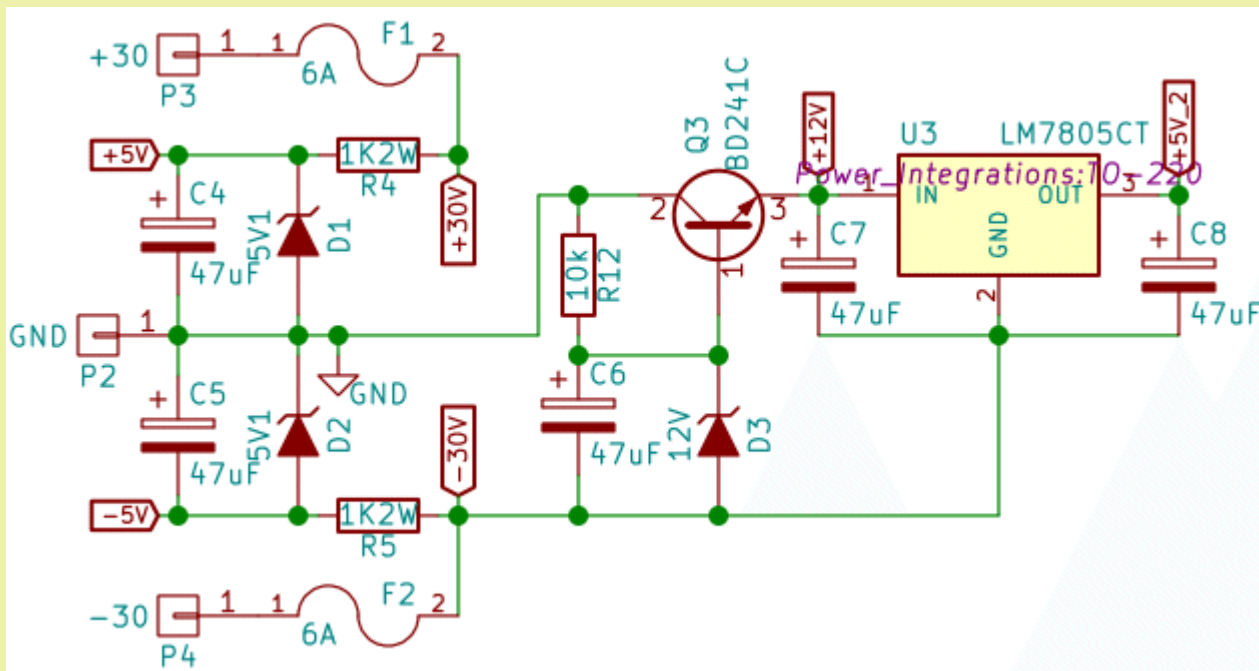 +30
P3
1
1
F1
2
6A
+5V
1K2W
R4
+30V
C4
+
47uF
5V1
D1
GND
P2
1
GND
C5
+
47uF
5V1
D2
-5V
1K2W
R5
-30V
-30
P4
1
1
F2
2
6A
Q3
BD241C
2
3
1
10k
R12
C6
+
47uF
12V
D3
+12V
U3
LM7805CT
Power_Integrations:TO-220
1
IN
OUT
3
GND
2
+5V_2
C7
+
47uF
C8
+
47uF